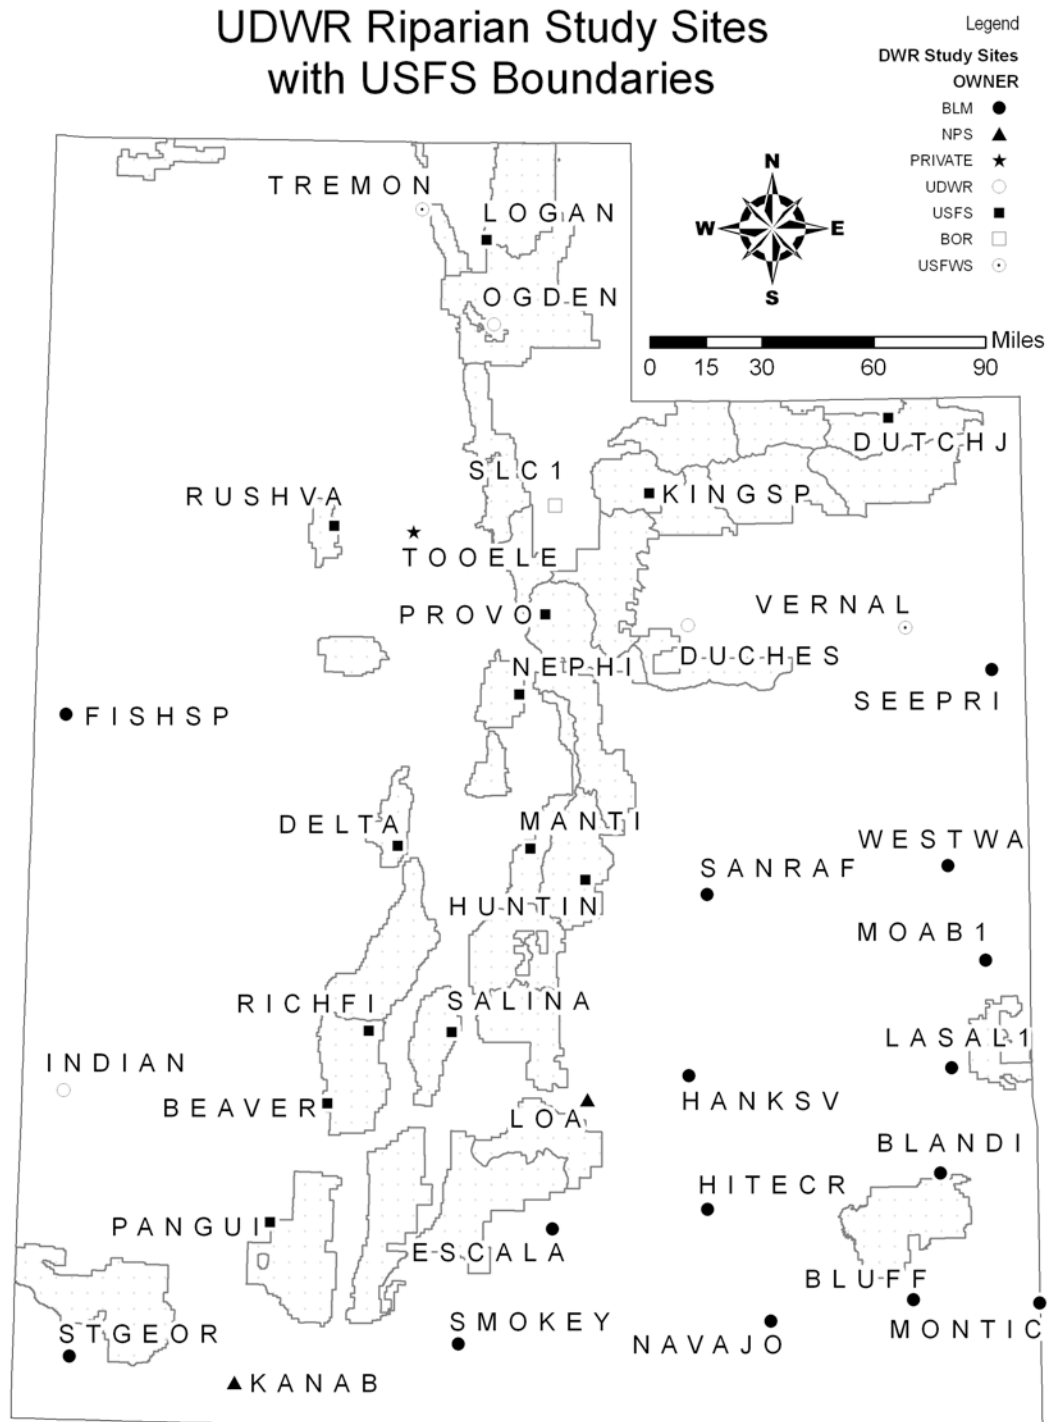 UDWR Riparian Study Sites
with USFS Boundaries
Legend
DWR Study Sites
OWNER
BLM
NPS
PRIVATE
UDWR
USFS
BOR
USFWS
N
W E
S
Miles
0 15 30 60 90
TREMON
LOGAN
OGDEN
DUTCHJ
SLC1
RUSHVA
KINGSP
TOOELE
VERNAL
PROVO
DUCHES
NEPHI
SEEPRI
FISHSP
DELTA
MANTI
WESTWA
SANRAF
HUNTIN
MOAB1
RICHFI
SALINA
LASAL1
INDIAN
HANKSV
BEAVER
LOA
BLANDI
HITECR
PANGUI
ESCALA
BLUFF
SMOKEY
STGEOR
MONTIC
NAVAJO
KANAB